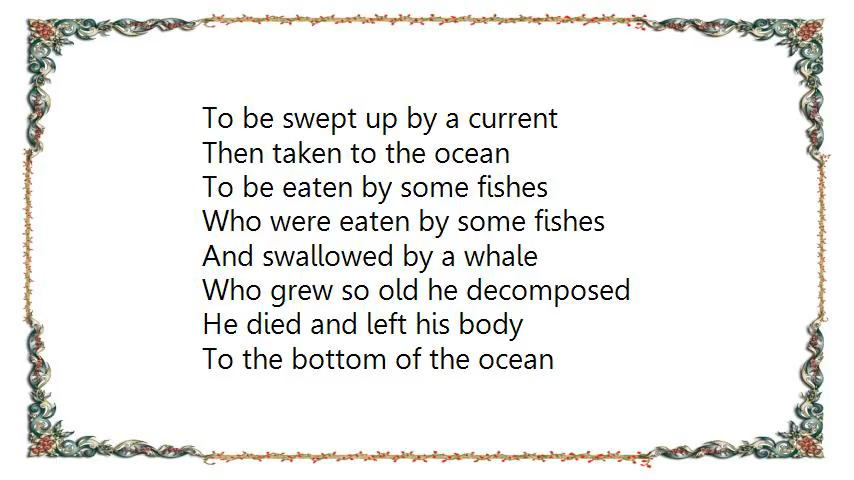 To be swept up by a current
Then taken to the ocean
To be eaten by some fishes
Who were eaten by some fishes
And swallowed by a whale
Who grew so old he decomposed
He died and left his body
To the bottom of the ocean